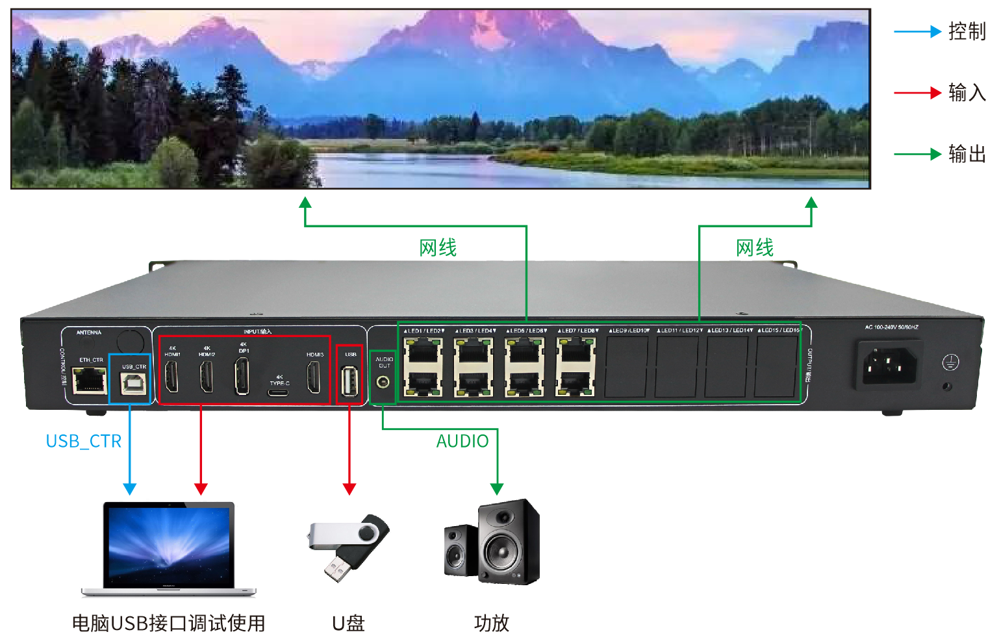 控制
输入
输出
网线
网线
ANTENNA
ETH_CTR
USB_CTR
CONTROL/控制
INPUT/输入
4K
HDMI1
4K
HDMI2
4K
DP1
4K
TYPE-C
HDMI3
USB
AUDIO
OUT
▲LED1 / LED2▼
▲LED3 / LED4▼
▲LED5 / LED6▼
▲LED7 / LED8▼
▲LED9 / LED10▼
▲LED11 / LED12▼
▲LED13 / LED14▼
▲LED15 / LED16▼
OUTPUT/输出
AC 100-240V 50/60HZ
USB_CTR
AUDIO
电脑USB接口调试使用
U盘
功放